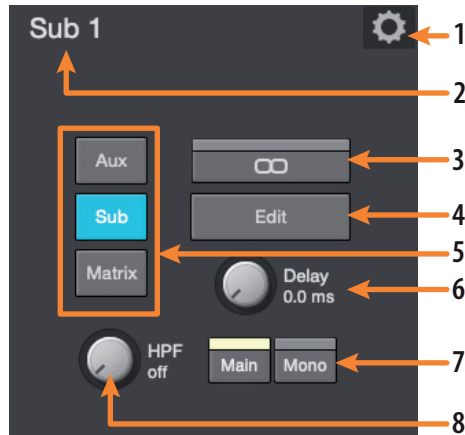 Sub 1
1
2
Aux
3
Sub
Edit
4
5
Matrix
Delay
0.0 ms
6
HPF
off
Main
Mono
7
8